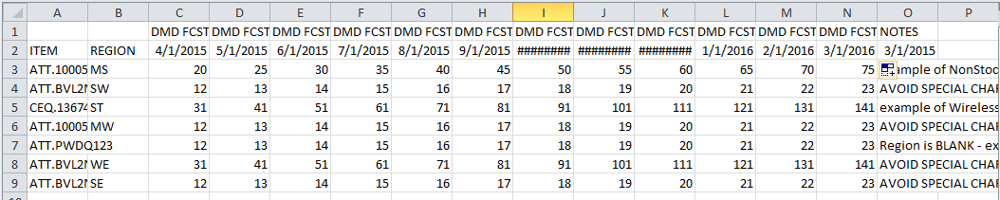 A B C D E F G H I J K L M N O P
1 DMD FCST DMD FCST DMD FCST DMD FCST DMD FCST DMD FCST DMD FCST DMD FCST DMD FCST DMD FCST DMD FCST DMD FCST NOTES
2 ITEM REGION 4/1/2015 5/1/2015 6/1/2015 7/1/2015 8/1/2015 9/1/2015 ######## ######## ######## 1/1/2016 2/1/2016 3/1/2016 3/1/2015
3 ATT.10005 MS 20 25 30 35 40 45 50 55 60 65 70 75 ample of NonStoc
4 ATT.BVL2N SW 12 13 14 15 16 17 18 19 20 21 22 23 AVOID SPECIAL CHAR
5 CEQ.13674 ST 31 41 51 61 71 81 91 101 111 121 131 141 example of Wireless
6 ATT.10005 MW 12 13 14 15 16 17 18 19 20 21 22 23 AVOID SPECIAL CHAR
7 ATT.PWDQ123 12 13 14 15 16 17 18 19 20 21 22 23 Region is BLANK - ex
8 ATT.BVL2N WE 31 41 51 61 71 81 91 101 111 121 131 141 AVOID SPECIAL CHAR
9 ATT.BVL2N SE 12 13 14 15 16 17 18 19 20 21 22 23 AVOID SPECIAL CHAR